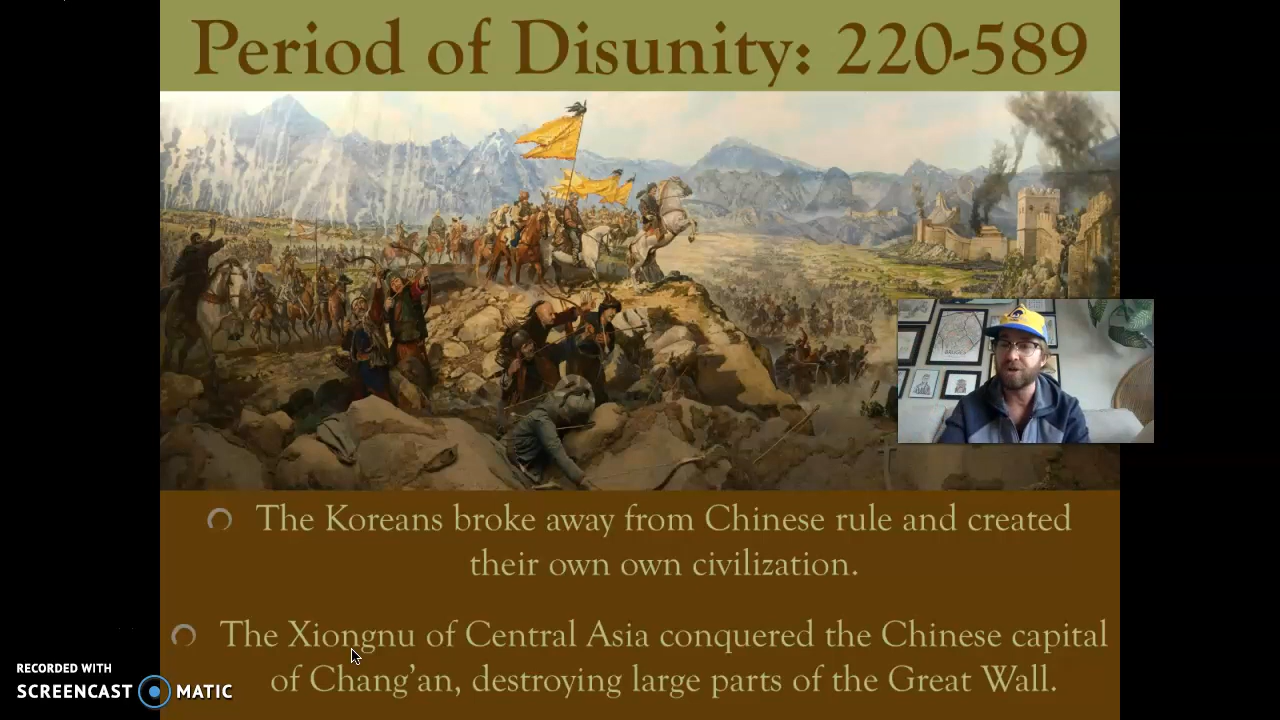 Period of Disunity: 220-589
The Koreans broke away from Chinese rule and created
their own own civilization.
The Xiongnu of Central Asia conquered the Chinese capital
of Chang'an, destroying large parts of the Great Wall.
RECORDED WITH
SCREENCAST MATIC